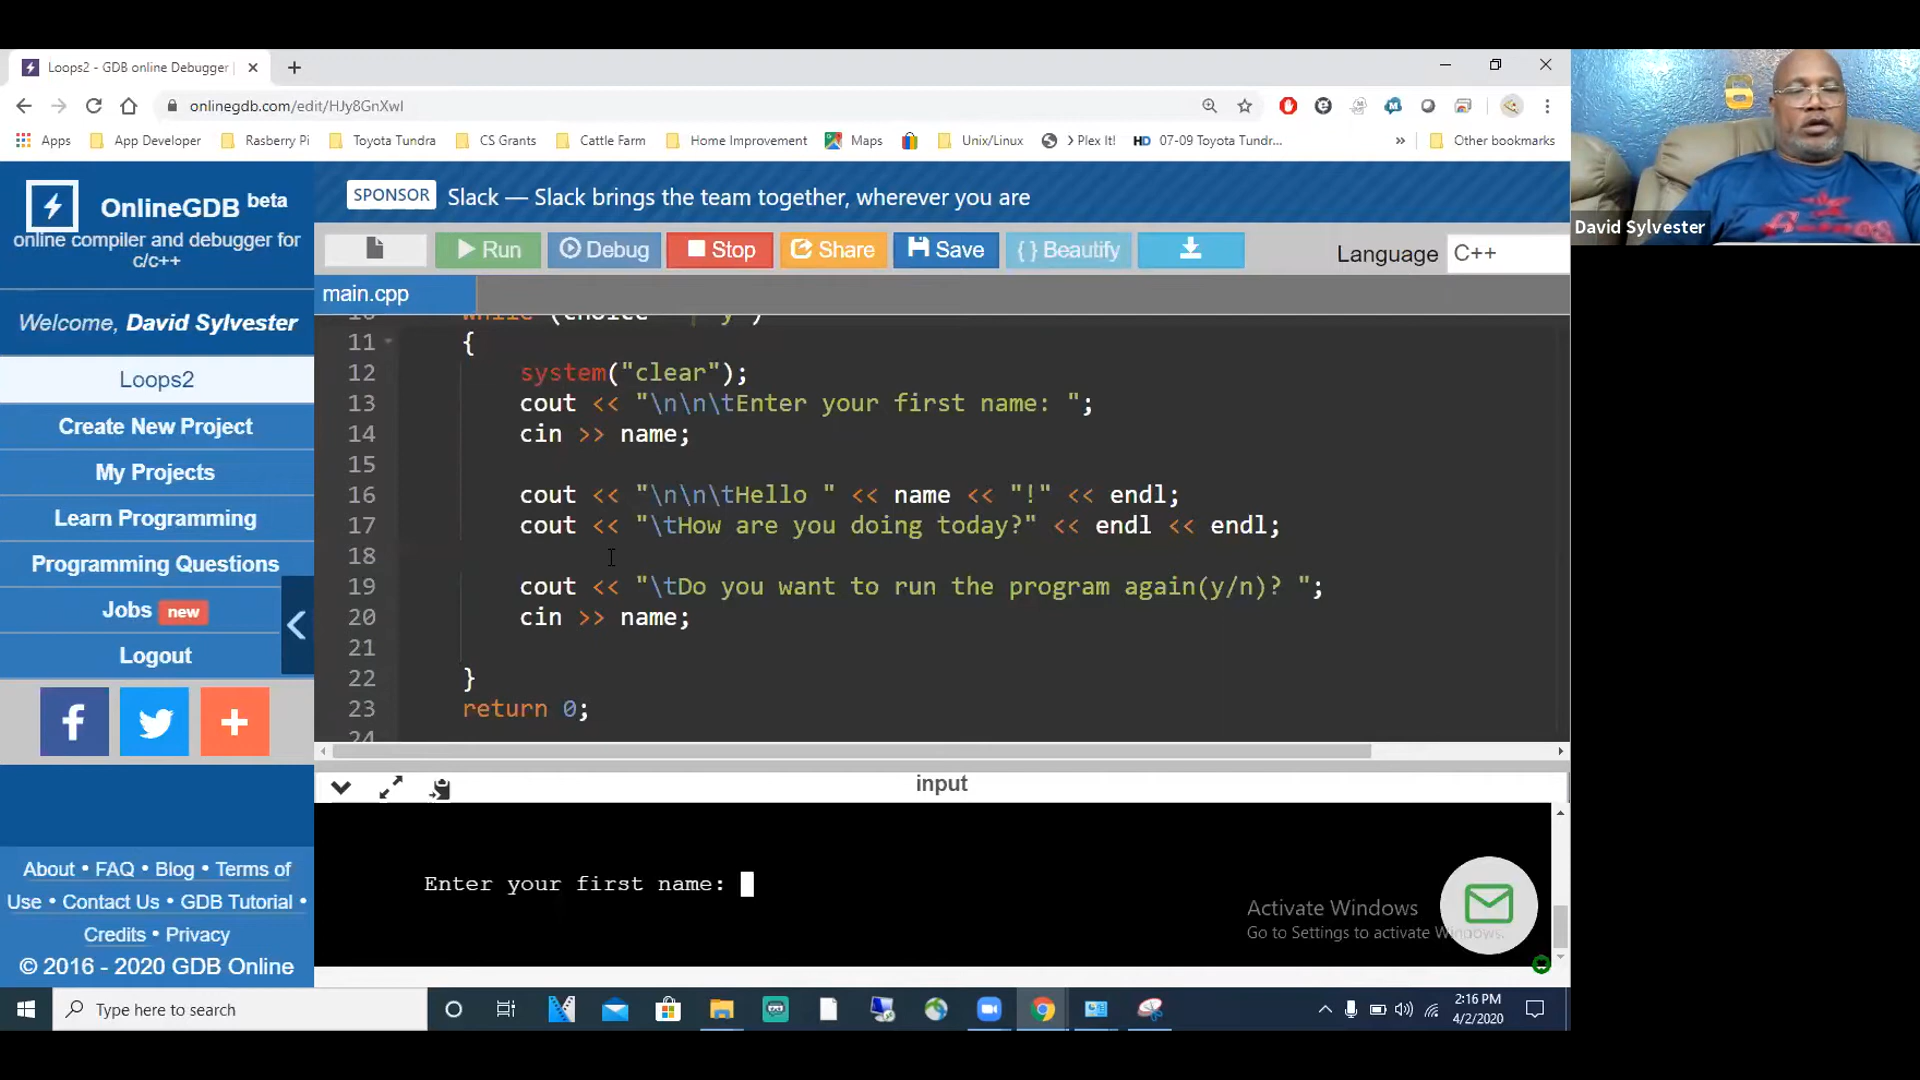 Loops2 - GDB online Debugger |
onlinegdb.com/edit/HJy8GnXwI
Apps App Developer Rasberry Pi Toyota Tundra CS Grants Cattle Farm Home Improvement Maps Unix/Linux > Plex It! HD 07-09 Toyota Tundr... » Other bookmarks
David Sylvester
OnlineGDB beta
online compiler and debugger for
c/c++
SPONSOR Slack — Slack brings the team together, wherever you are
Run Debug Stop Share Save { } Beautify
Language C++
main.cpp
Welcome, David Sylvester
Loops2
Create New Project
My Projects
Learn Programming
Programming Questions
Jobs new
Logout
11 {
12 system("clear");
13 cout << "\n\n\tEnter your first name: ";
14 cin >> name;
15
16 cout << "\n\n\tHello " << name << "!" << endl;
17 cout << "\tHow are you doing today?" << endl << endl;
18
19 cout << "\tDo you want to run the program again(y/n)? ";
20 cin >> name;
21
22 }
23 return 0;
24
input
Enter your first name:
Activate Windows
Go to Settings to activate Windows.
About • FAQ • Blog • Terms of
Use • Contact Us • GDB Tutorial •
Credits • Privacy
© 2016 - 2020 GDB Online
Type here to search
2:16 PM
4/2/2020